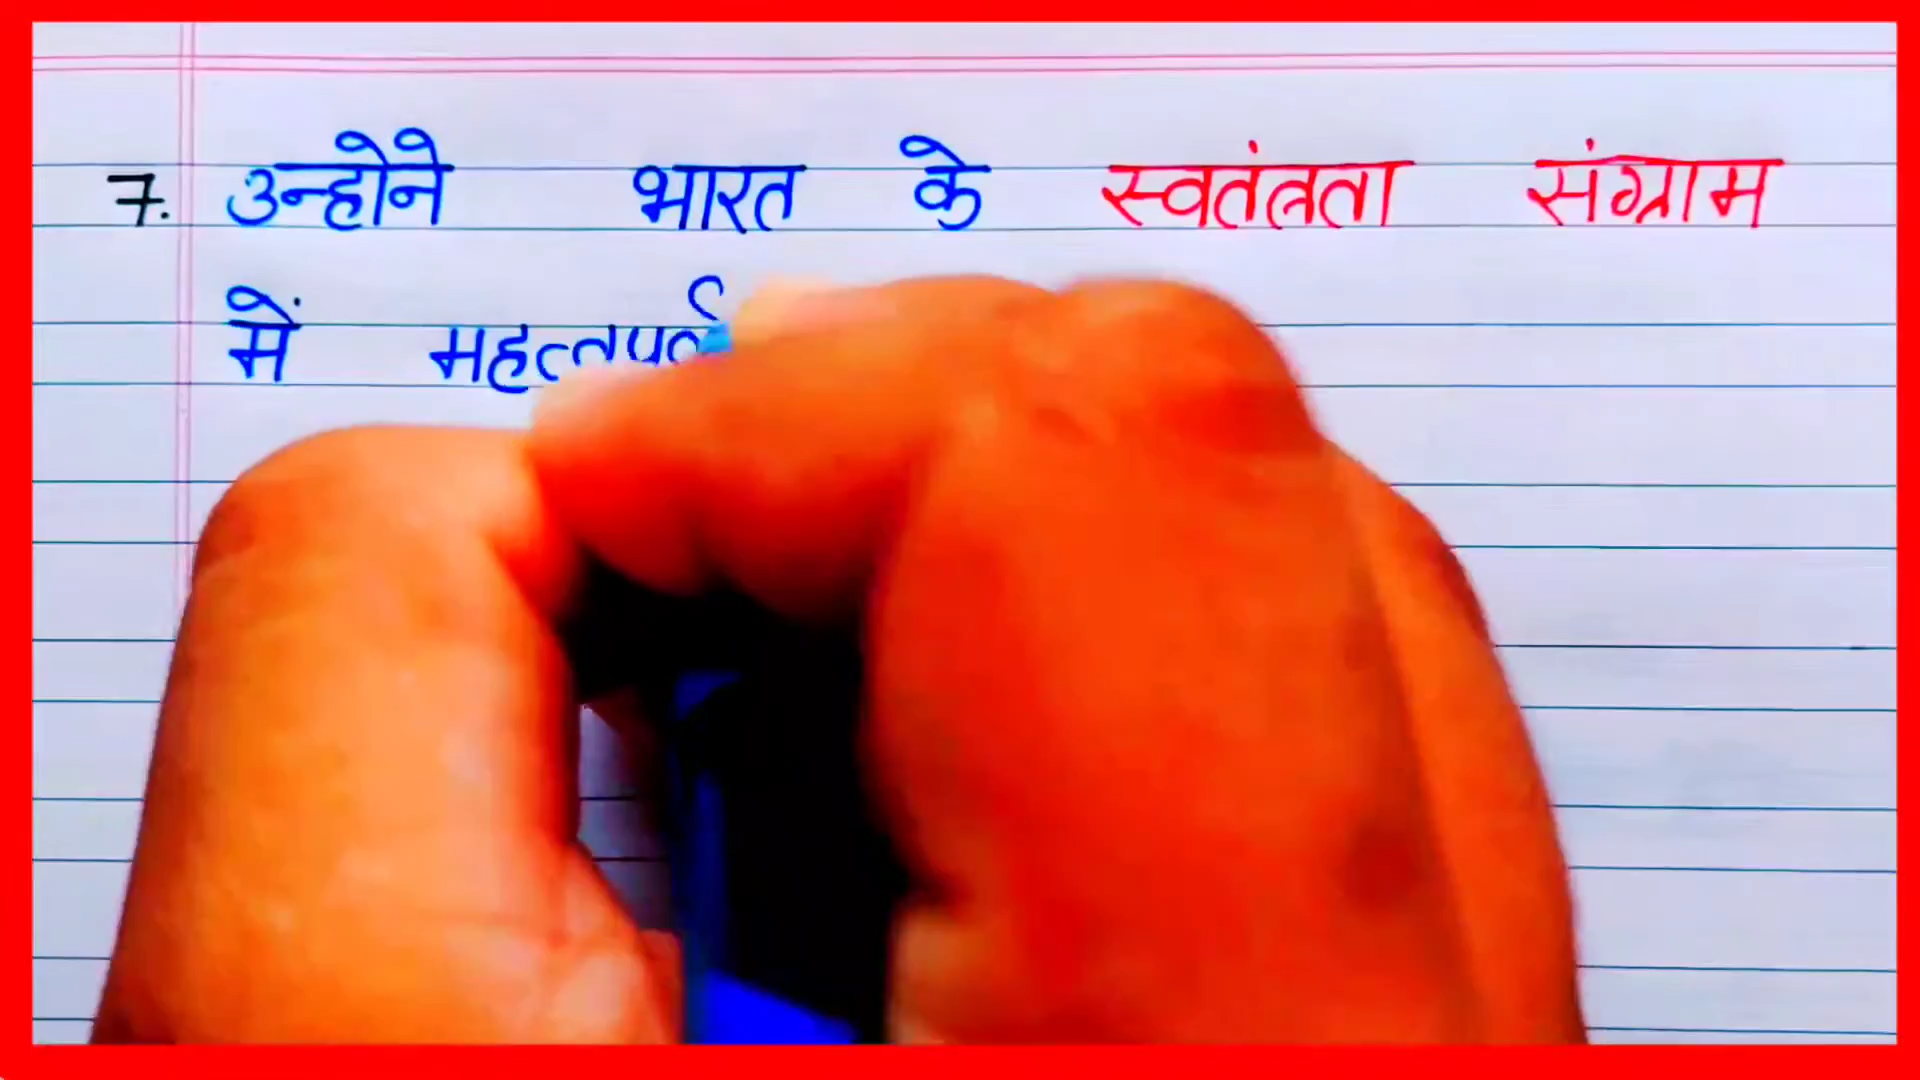 7. उन्होंने भारत के स्वतंत्रता संग्राम
में